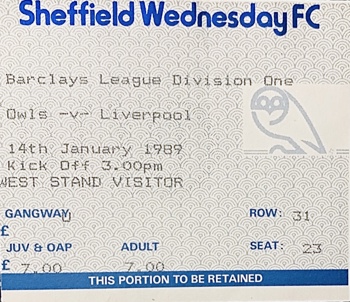 Sheffield Wednesday FC
Barclays League Division One
Owls -v- Liverpool
14th January 1989
Kick Off 3.00pm
WEST STAND VISITOR
GANGWAY U ROW: 31
£
JUV & OAP ADULT SEAT: 23
£ 7.00 7.00
THIS PORTION TO BE RETAINED